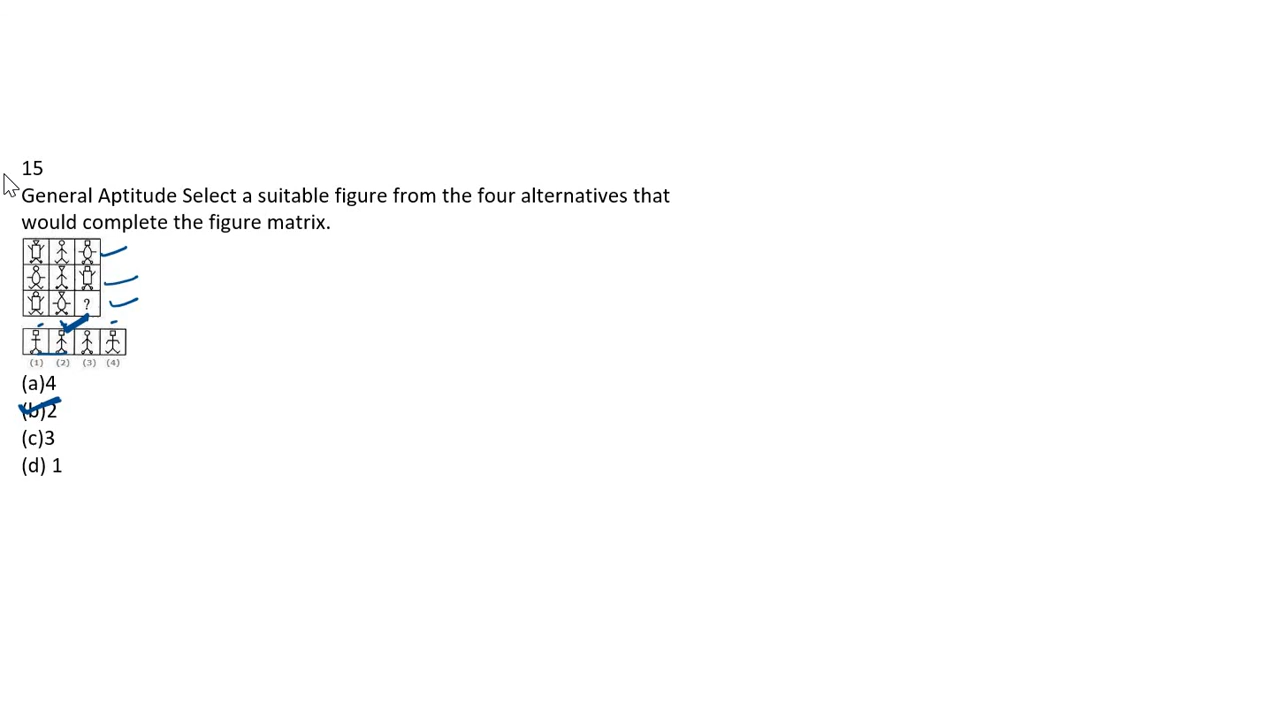 15
General Aptitude Select a suitable figure from the four alternatives that
would complete the figure matrix.
?
(1) (2) (3) (4)
(a)4
(b)2
(c)3
(d) 1